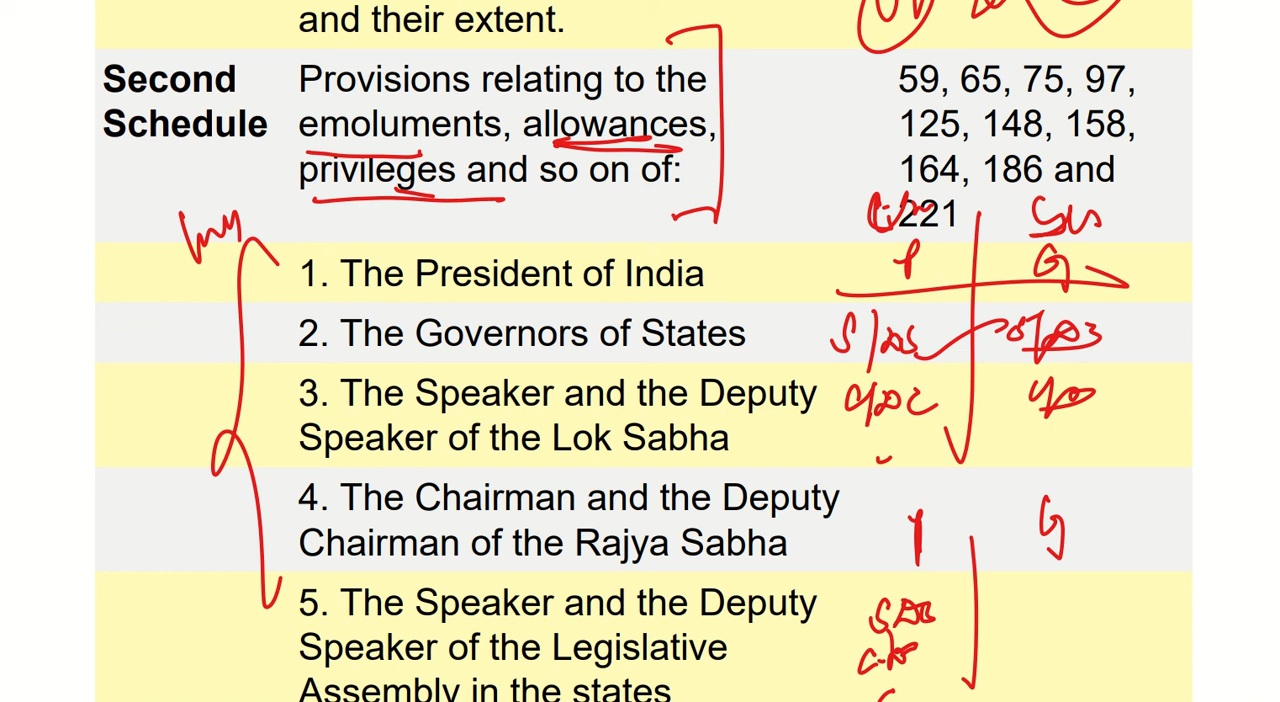 and their extent.
Second Schedule
Provisions relating to the
emoluments, allowances,
privileges and so on of:
59, 65, 75, 97,
125, 148, 158,
164, 186 and
221
P
G
1. The President of India
2. The Governors of States
3. The Speaker and the Deputy
Speaker of the Lok Sabha
4. The Chairman and the Deputy
Chairman of the Rajya Sabha
G
5. The Speaker and the Deputy
Speaker of the Legislative
Assembly in the states